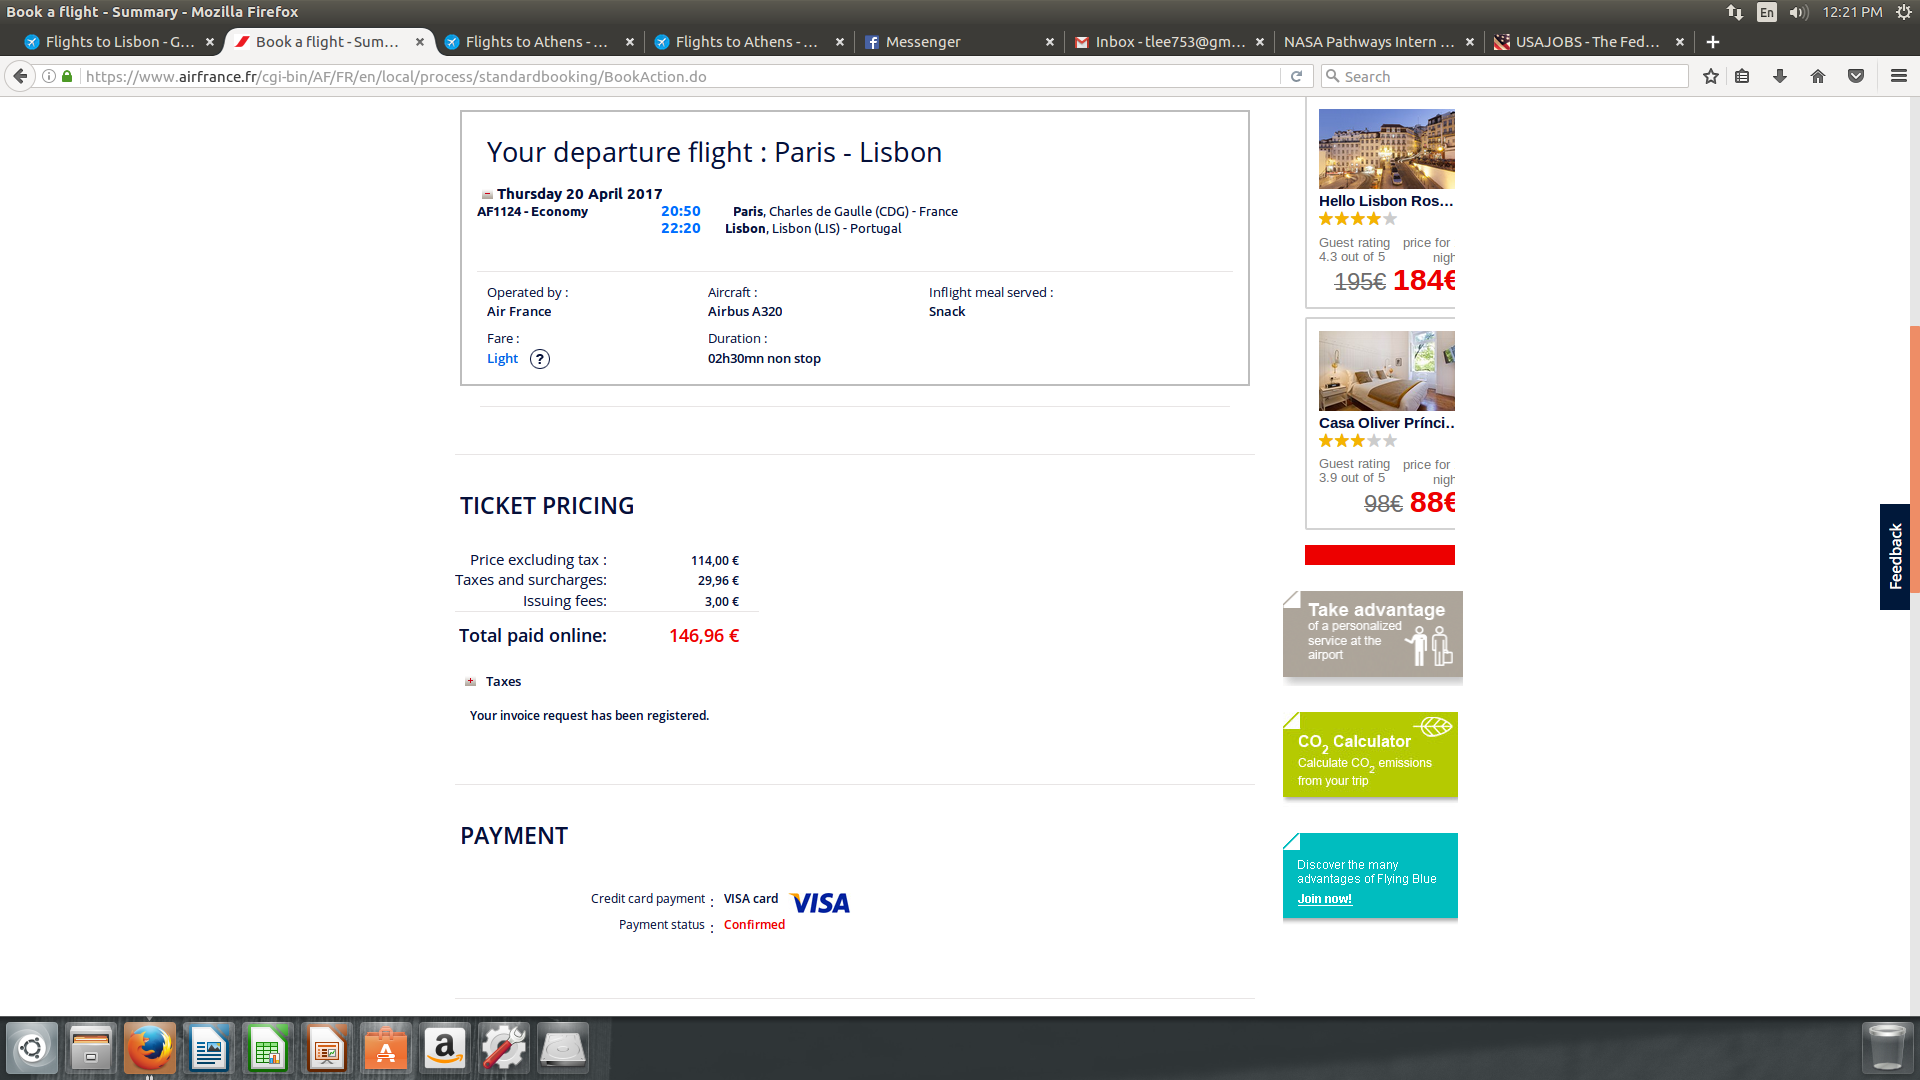 Book a flight - Summary - Mozilla Firefox
En
12:21 PM
Flights to Lisbon - G...
Book a flight - Sum...
Flights to Athens - ...
Flights to Athens - ...
Messenger
Inbox - tlee753@gm...
NASA Pathways Intern ...
USAJOBS - The Fed...
https://www.airfrance.fr/cgi-bin/AF/FR/en/local/process/standardbooking/BookAction.do
Search
Your departure flight : Paris - Lisbon
Thursday 20 April 2017
AF1124 - Economy 20:50 Paris, Charles de Gaulle (CDG) - France
22:20 Lisbon, Lisbon (LIS) - Portugal
Operated by : Aircraft : Inflight meal served :
Air France Airbus A320 Snack
Fare : Duration :
Light ? 02h30mn non stop
TICKET PRICING
Price excluding tax : 114,00 €
Taxes and surcharges: 29,96 €
Issuing fees: 3,00 €
Total paid online: 146,96 €
Taxes
Your invoice request has been registered.
PAYMENT
Credit card payment : VISA card VISA
Payment status : Confirmed
Hello Lisbon Ros...
Guest rating price for
4.3 out of 5 nigh
195€ 184€
Casa Oliver Prínci...
Guest rating price for
3.9 out of 5 nigh
98€ 88€
Feedback
Take advantage
of a personalized
service at the
airport
CO2 Calculator
Calculate CO2 emissions
from your trip
Discover the many
advantages of Flying Blue
Join now!